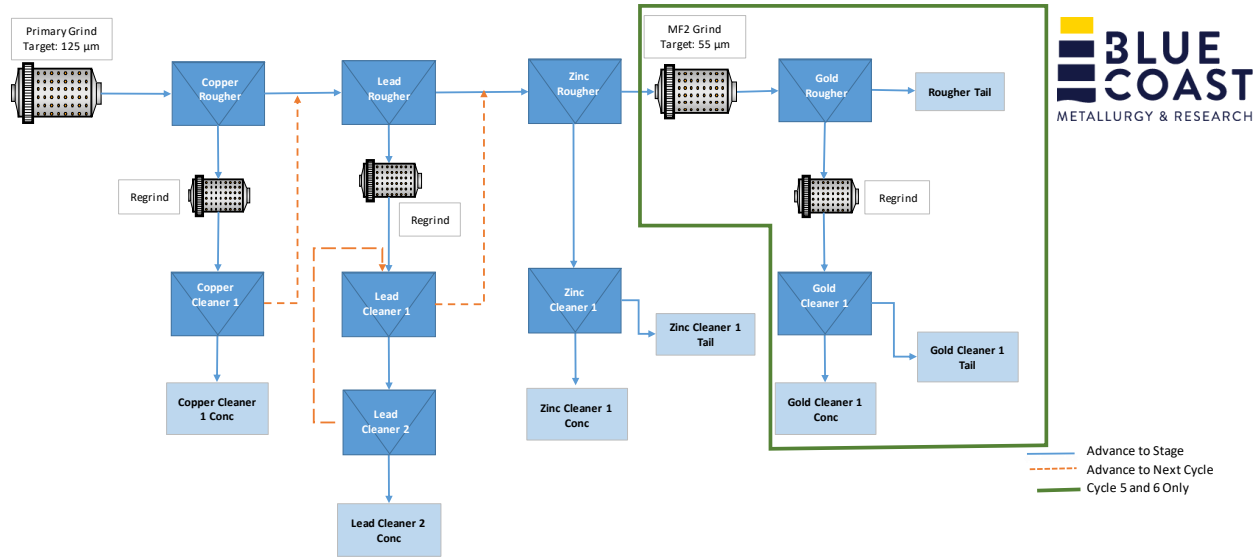 Primary Grind
Target: 125 µm
Copper
Rougher
Lead
Rougher
Zinc
Rougher
MF2 Grind
Target: 55 µm
Gold
Rougher
Rougher Tail
BLUE
COAST
METALLURGY & RESEARCH
Regrind
Regrind
Regrind
Copper
Cleaner 1
Lead
Cleaner 1
Zinc
Cleaner 1
Gold
Cleaner 1
Zinc Cleaner 1
Tail
Gold Cleaner 1
Tail
Copper Cleaner
1 Conc
Lead
Cleaner 2
Zinc Cleaner 1
Conc
Gold Cleaner 1
Conc
Lead Cleaner 2
Conc
Advance to Stage
Advance to Next Cycle
Cycle 5 and 6 Only